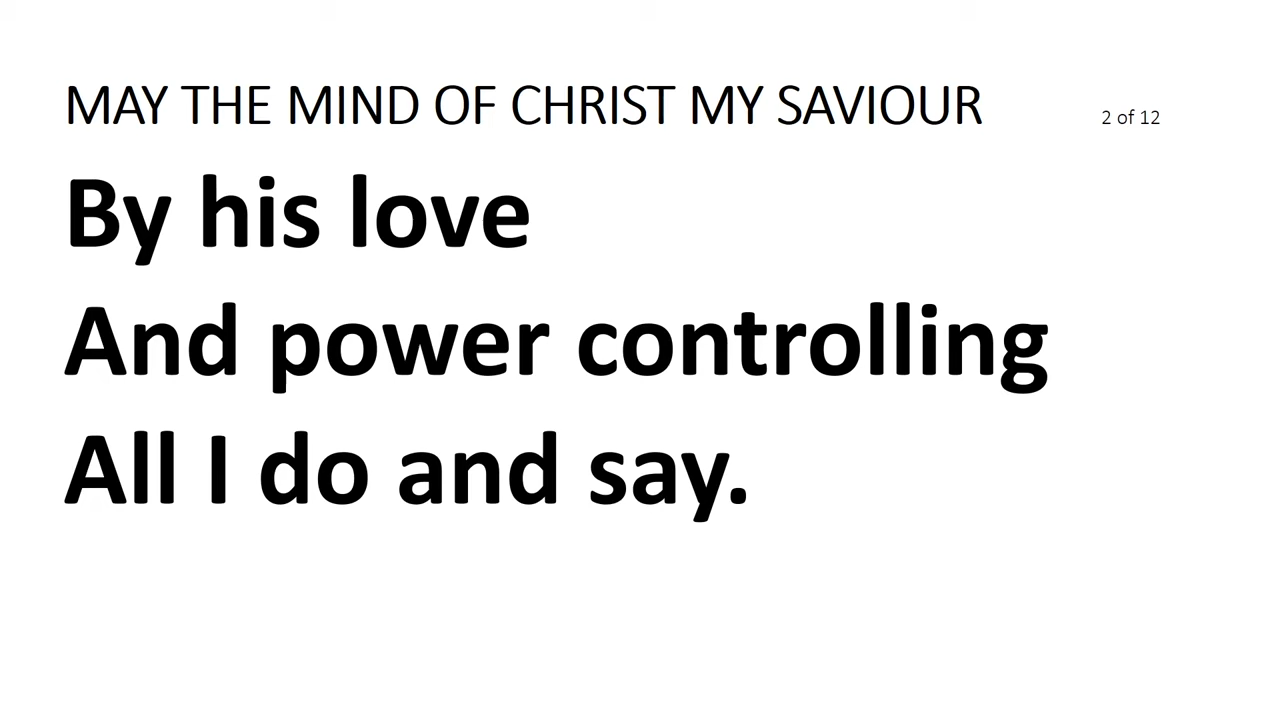 MAY THE MIND OF CHRIST MY SAVIOUR 2 of 12
By his love
And power controlling
All I do and say.